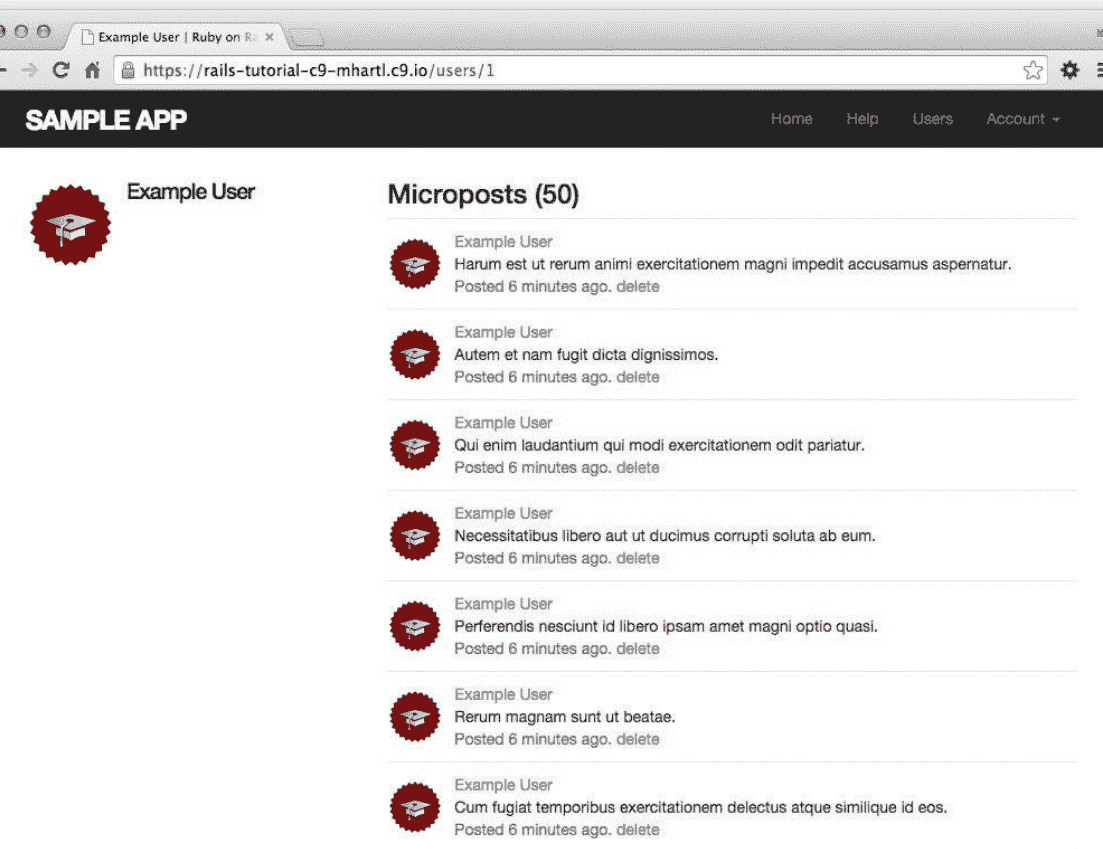 Example User | Ruby on Ra
https://rails-tutorial-c9-mhartl.c9.io/users/1
SAMPLE APP
Home Help Users Account
Example User
Microposts (50)
Example User
Harum est ut rerum animi exercitationem magni impedit accusamus aspernatur.
Posted 6 minutes ago. delete
Example User
Autem et nam fugit dicta dignissimos.
Posted 6 minutes ago. delete
Example User
Qui enim laudantium qui modi exercitationem odit pariatur.
Posted 6 minutes ago. delete
Example User
Necessitatibus libero aut ut ducimus corrupti soluta ab eum.
Posted 6 minutes ago. delete
Example User
Perferendis nesciunt id libero ipsam amet magni optio quasi.
Posted 6 minutes ago. delete
Example User
Rerum magnam sunt ut beatae.
Posted 6 minutes ago. delete
Example User
Cum fugiat temporibus exercitationem delectus atque similique id eos.
Posted 6 minutes ago. delete